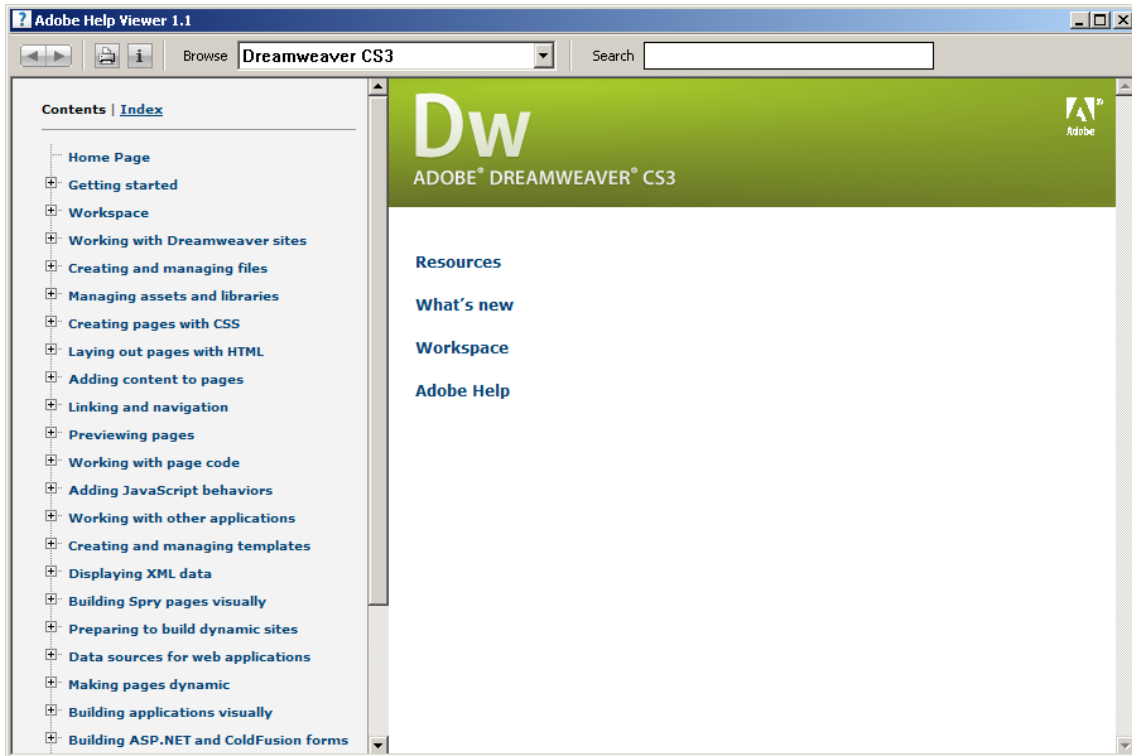 Adobe Help Viewer 1.1
Browse Dreamweaver CS3 Search
Contents | Index
Home Page
Getting started
Workspace
Working with Dreamweaver sites
Creating and managing files
Managing assets and libraries
Creating pages with CSS
Laying out pages with HTML
Adding content to pages
Linking and navigation
Previewing pages
Working with page code
Adding JavaScript behaviors
Working with other applications
Creating and managing templates
Displaying XML data
Building Spry pages visually
Preparing to build dynamic sites
Data sources for web applications
Making pages dynamic
Building applications visually
Building ASP.NET and ColdFusion forms
Dw
ADOBE® DREAMWEAVER® CS3
Adobe
Resources
What's new
Workspace
Adobe Help